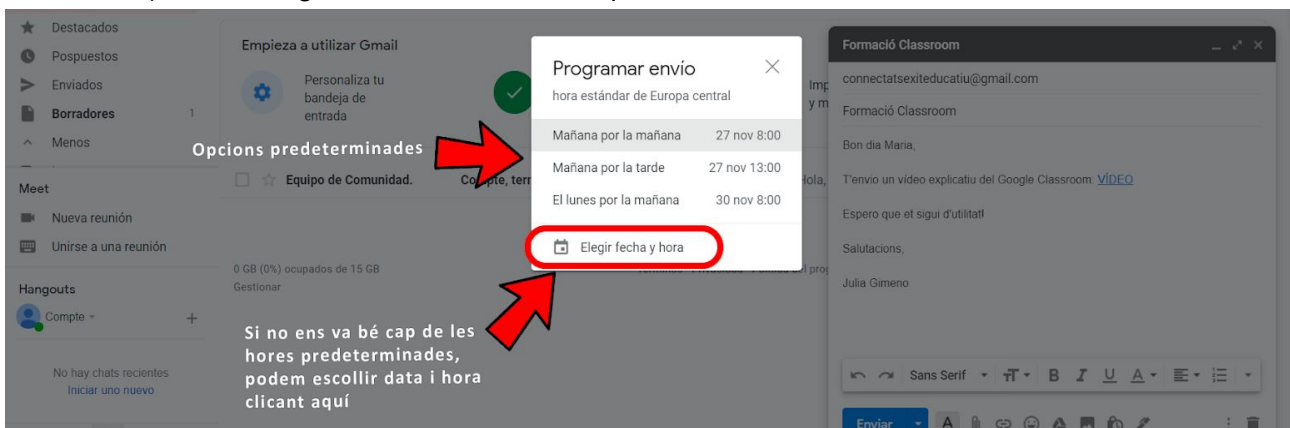 Destacados
Pospuestos
Enviados
Borradores 1
Menos
Meet
Nueva reunión
Unirse a una reunión
Hangouts
Compte
No hay chats recientes
Iniciar uno nuevo
Empieza a utilizar Gmail
Personaliza tu
bandeja de
entrada
Opcions predeterminades
Equipo de Comunidad.
0 GB (0%) ocupados de 15 GB
Gestionar
Si no ens va bé cap de les
hores predeterminades,
podem escollir data i hora
clicant aquí
Programar envío
hora estándar de Europa central
Mañana por la mañana 27 nov 8:00
Mañana por la tarde 27 nov 13:00
El lunes por la mañana 30 nov 8:00
Elegir fecha y hora
Formació Classroom
connectatsexiteducatiu@gmail.com
Formació Classroom
Bon dia Maria,
T'envio un vídeo explicatiu del Google Classroom: VÍDEO
Espero que et sigui d'utilitat!
Salutacions,
Julia Gimeno
Sans Serif
Enviar